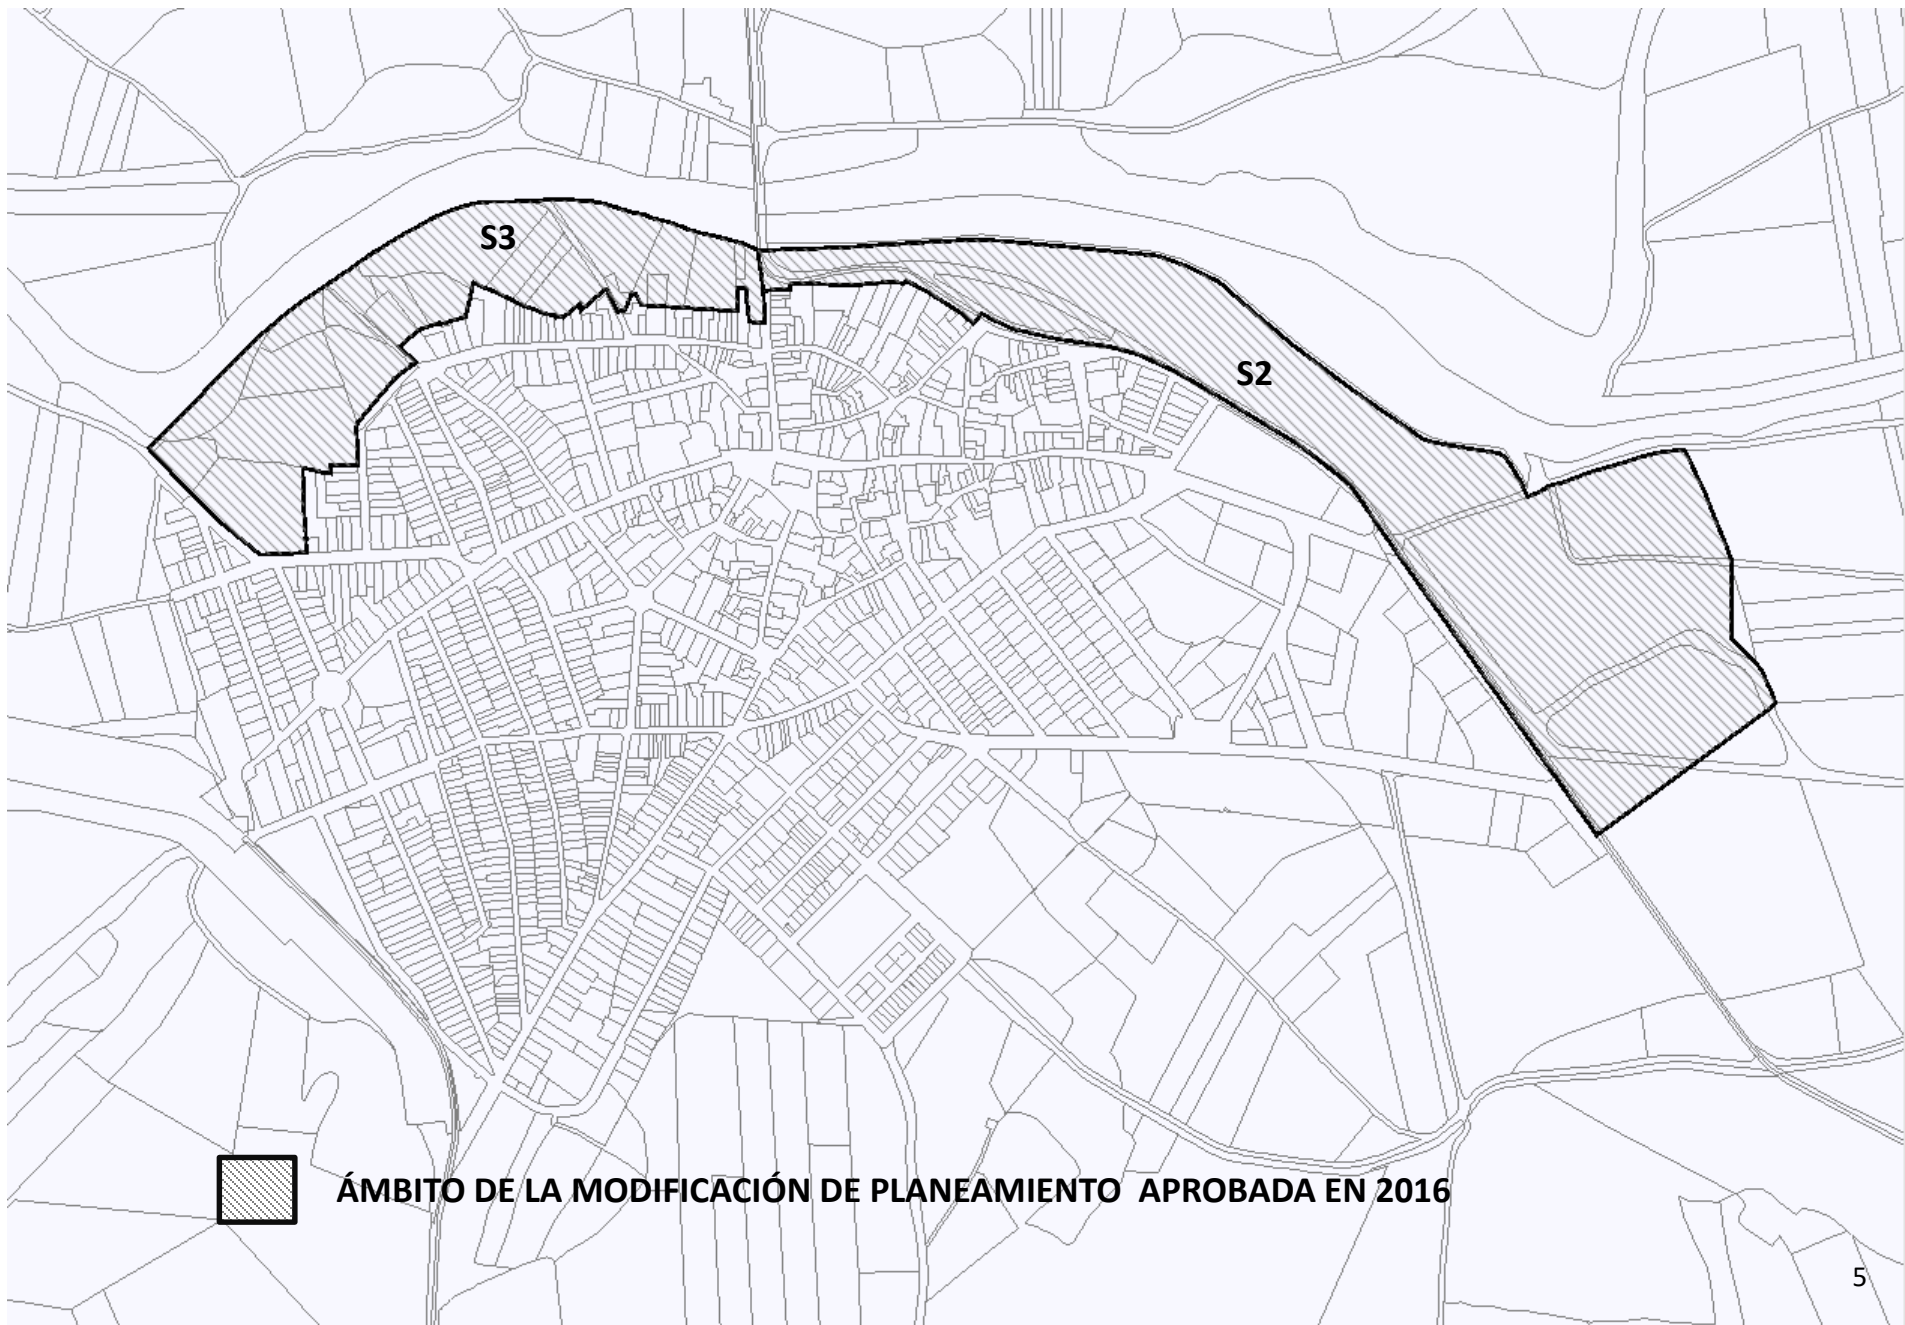 S3
S2
ÁMBITO DE LA MODIFICACIÓN DE PLANEAMIENTO APROBADA EN 2016
5